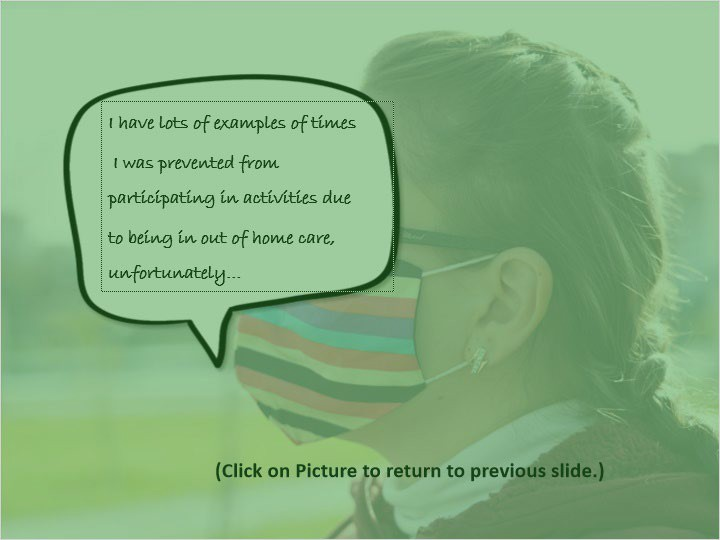 I have lots of examples of times
I was prevented from
participating in activities due
to being in out of home care,
unfortunately...
(Click on Picture to return to previous slide.)